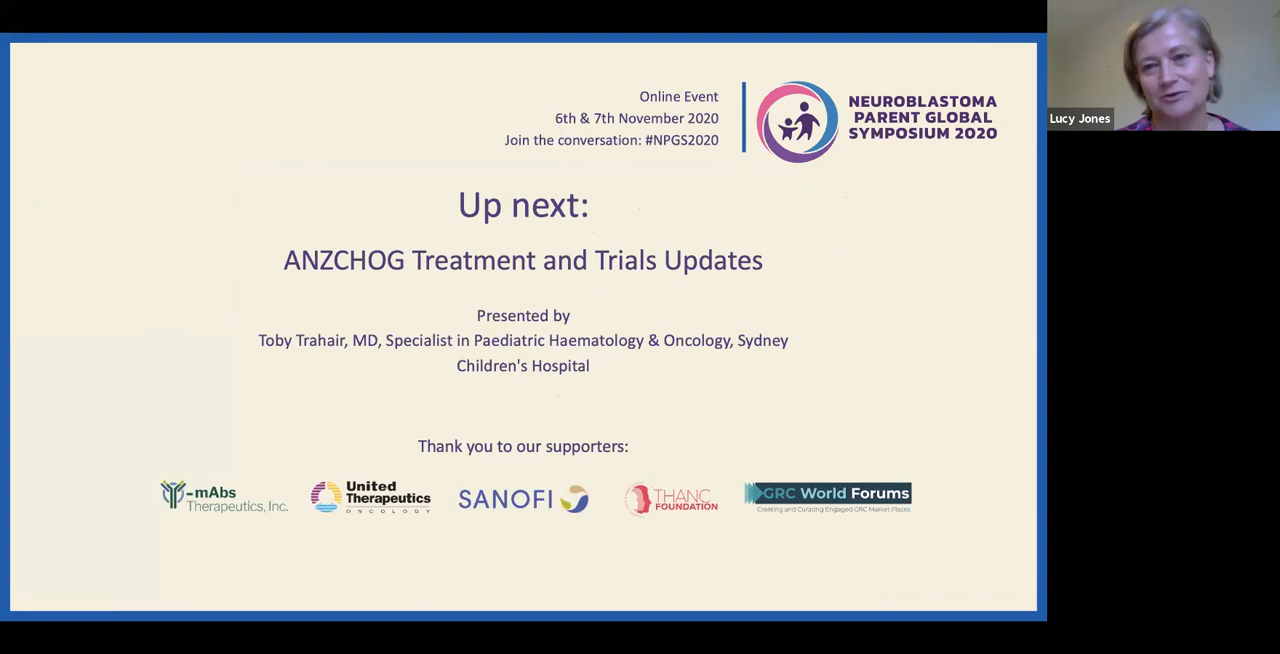 Online Event
6th & 7th November 2020
Join the conversation: #NPGS2020
NEUROBLASTOMA
PARENT GLOBAL
SYMPOSIUM 2020
Lucy Jones
Up next:
ANZCHOG Treatment and Trials Updates
Presented by
Toby Trahair, MD, Specialist in Paediatric Haematology & Oncology, Sydney
Children's Hospital
Thank you to our supporters:
Y-mAbs
Therapeutics, Inc.
United
Therapeutics
ONCOLOGY
SANOFI
THANC
FOUNDATION
GRC World Forums
Creating and Curating Engaged GRC Market Places